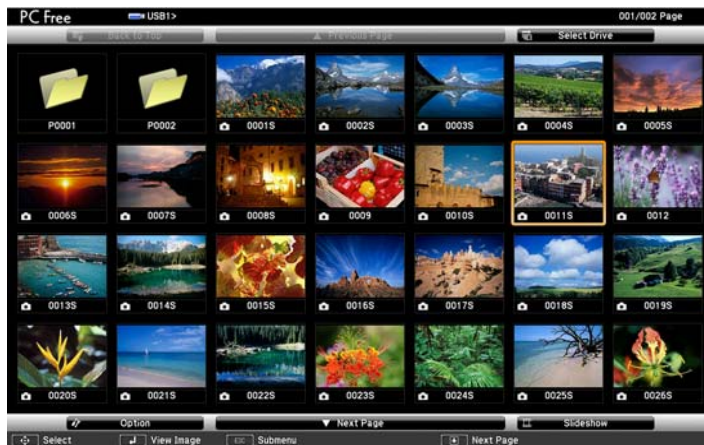 PC Free USB1> 001/002 Page
Back to Top ▲ Previous Page Select Drive
P0001 P0002 0001S 0002S 0003S 0004S 0005S
0006S 0007S 0008S 0009 0010S 0011S 0012
0013S 0014S 0015S 0016S 0017S 0018S 0019S
0020S 0021S 0022S 0023S 0024S 0025S 0026S
Option ▼ Next Page Slideshow
Select View Image ESC Submenu Next Page